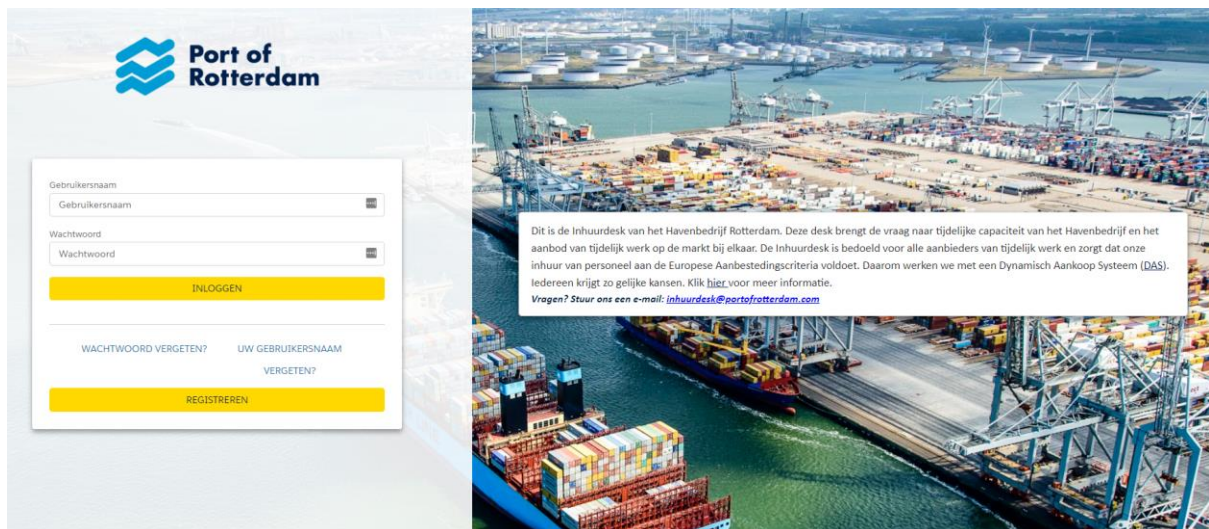 Port of
Rotterdam
Gebruikersnaam
Gebruikersnaam
Wachtwoord
Wachtwoord
INLOGGEN
WACHTWOORD VERGETEN?
UW GEBRUIKERSNAAM
VERGETEN?
REGISTREREN
Dit is de Inhuurdesk van het Havenbedrijf Rotterdam. Deze desk brengt de vraag naar tijdelijke capaciteit van het Havenbedrijf en het
aanbod van tijdelijk werk op de markt bij elkaar. De Inhuurdesk is bedoeld voor alle aanbieders van tijdelijk werk en zorgt dat onze
inhuur van personeel aan de Europese Aanbestedingscriteria voldoet. Daarom werken we met een Dynamisch Aankoop Systeem (DAS).
Iedereen krijgt zo gelijke kansen. Klik hier voor meer informatie.
Vragen? Stuur ons een e-mail: inhuurdesk@portofrotterdam.com